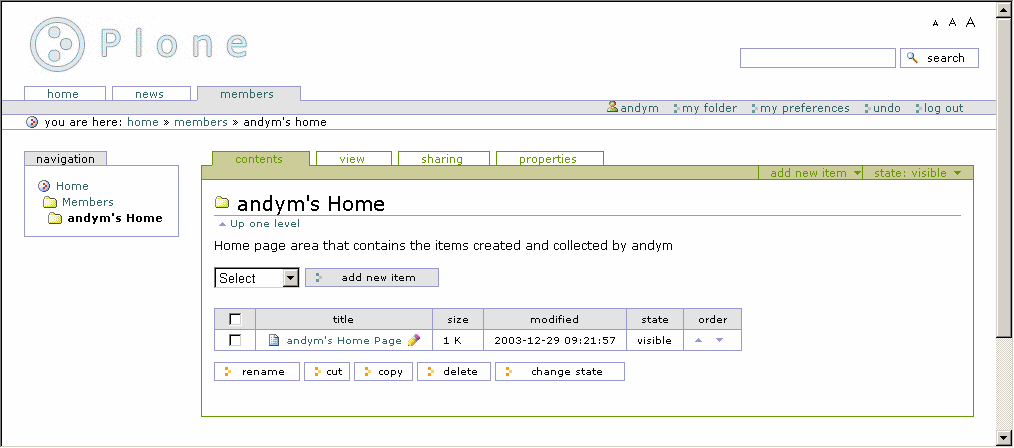 A A A
Plone
search
home news members
andym my folder my preferences undo log out
you are here: home » members » andym's home
navigation
Home
Members
andym's Home
contents view sharing properties
add new item state: visible
andym's Home
Up one level
Home page area that contains the items created and collected by andym
Select add new item
title size modified state order
andym's Home Page 1 K 2003-12-29 09:21:57 visible
rename cut copy delete change state